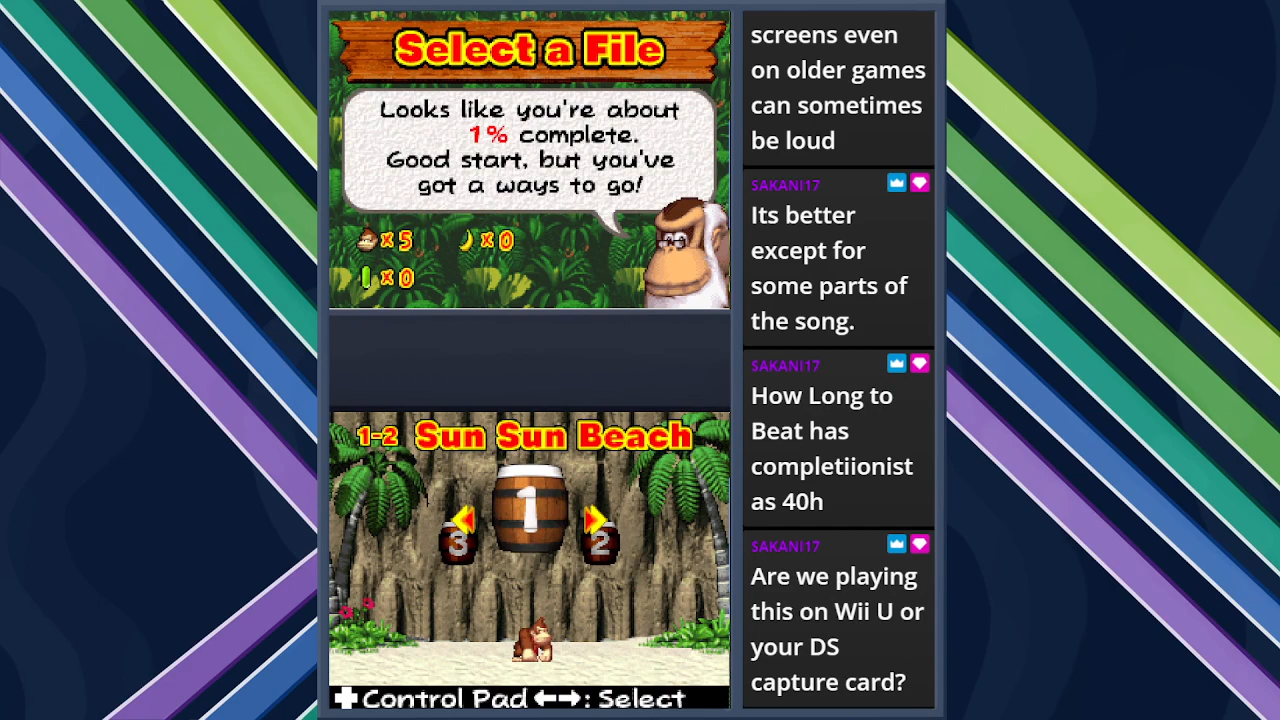 Select a File
Looks like you're about
1% complete.
Good start, but you've
got a ways to go!
x 5
x 0
x 0
1-2 Sun Sun Beach
1
3
2
Control Pad ←→: Select
screens even
on older games
can sometimes
be loud
SAKANI17
Its better
except for
some parts of
the song.
SAKANI17
How Long to
Beat has
completiionist
as 40h
SAKANI17
Are we playing
this on Wii U or
your DS
capture card?